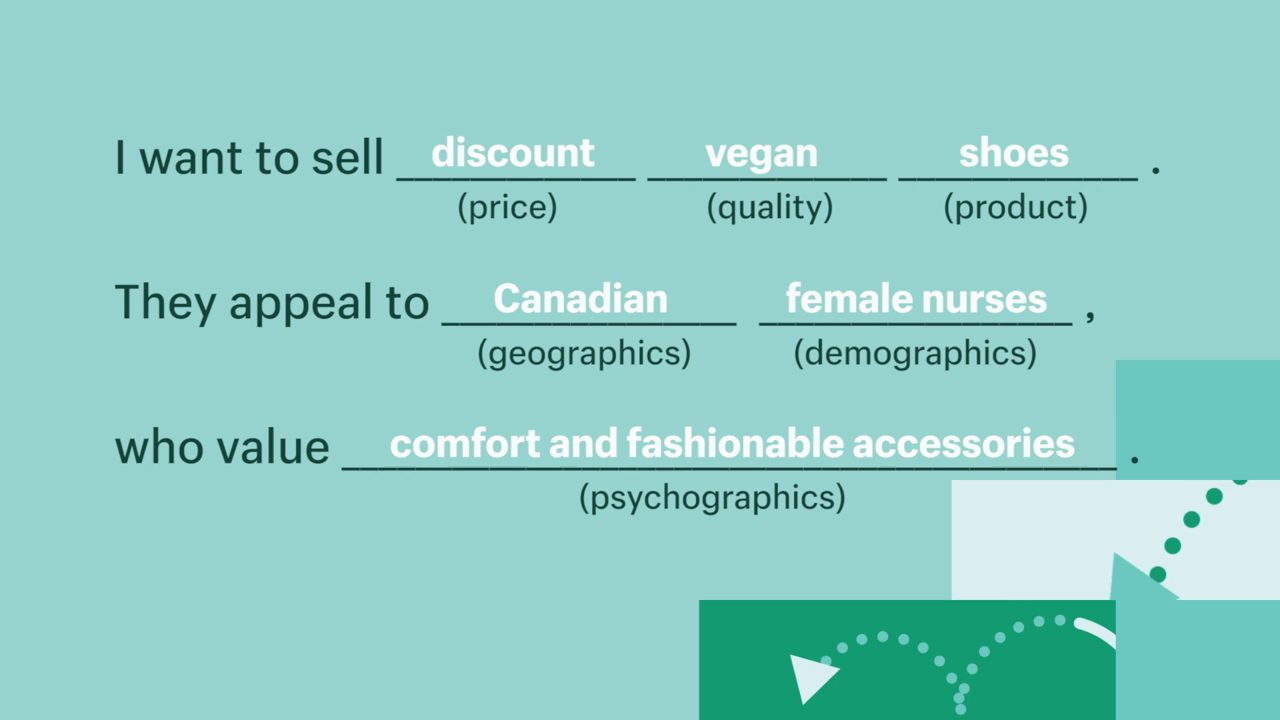 I want to sell discount vegan shoes .
(price) (quality) (product)
They appeal to Canadian female nurses ,
(geographics) (demographics)
who value comfort and fashionable accessories .
(psychographics)